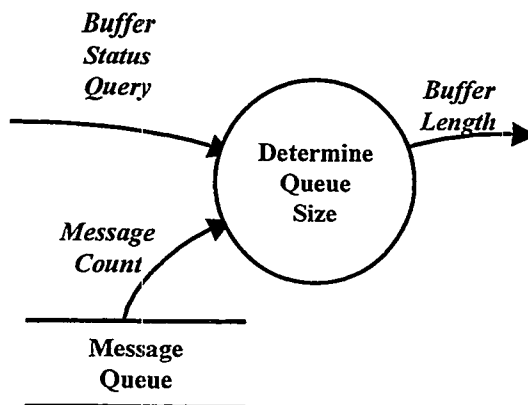 Buffer
Status
Query
Buffer
Length
Determine
Queue
Size
Message
Count
Message
Queue